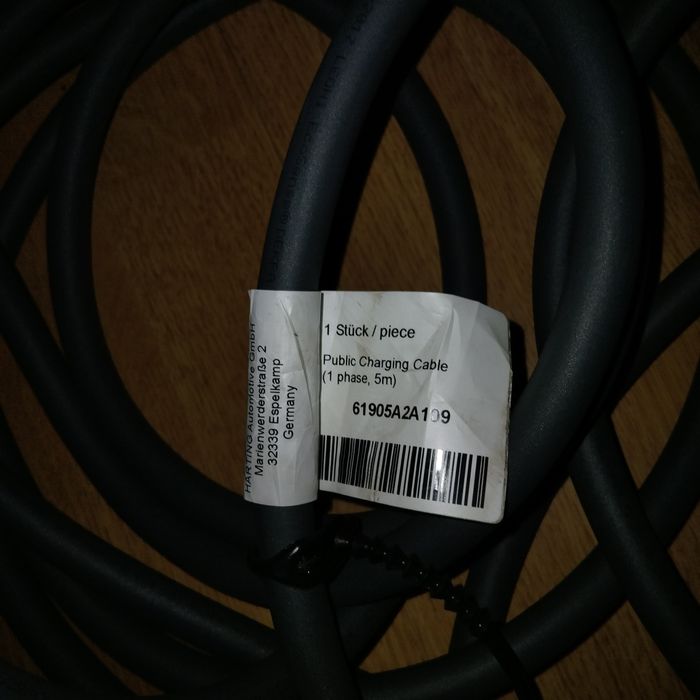 HARTING Automotive GmbH
Marienwerderstraße 2
32339 Espelkamp
Germany
1 Stück / piece
Public Charging Cable
(1 phase, 5m)
61905A2A109